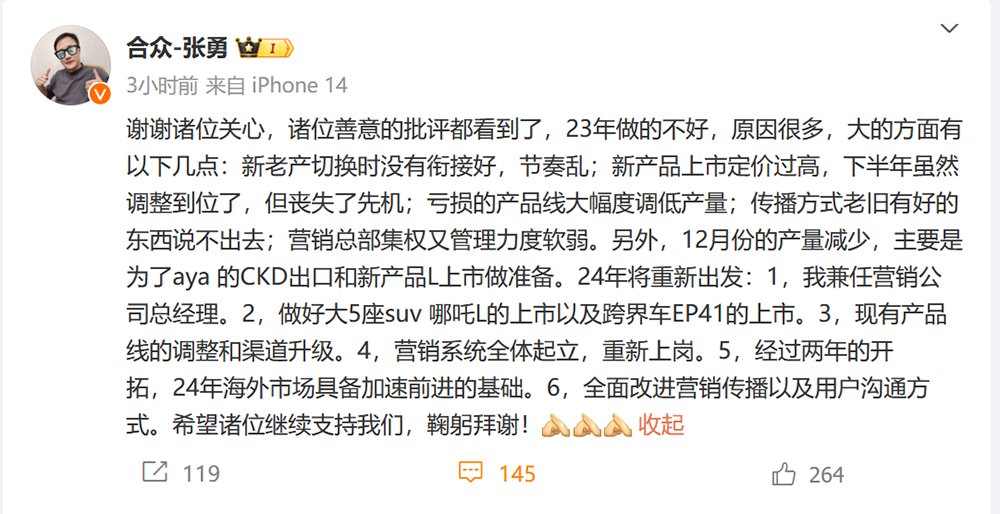 合众-张勇
3小时前 来自 iPhone 14
谢谢诸位关心，诸位善意的批评都看到了，23年做的不好，原因很多，大的方面有
以下几点：新老产切换时没有衔接好，节奏乱；新产品上市定价过高，下半年虽然
调整到位了，但丧失了先机；亏损的产品线大幅度调低产量；传播方式老旧有好的
东西说不出去；营销总部集权又管理力度软弱。另外，12月份的产量减少，主要是
为了aya 的CKD出口和新产品L上市做准备。24年将重新出发：1，我兼任营销公
司总经理。2，做好大5座suv 哪吒L的上市以及跨界车EP41的上市。3，现有产品
线的调整和渠道升级。4，营销系统全体起立，重新上岗。5，经过两年的开
拓，24年海外市场具备加速前进的基础。6，全面改进营销传播以及用户沟通方
式。希望诸位继续支持我们，鞠躬拜谢！🙏🙏🙏 收起
119 145 264